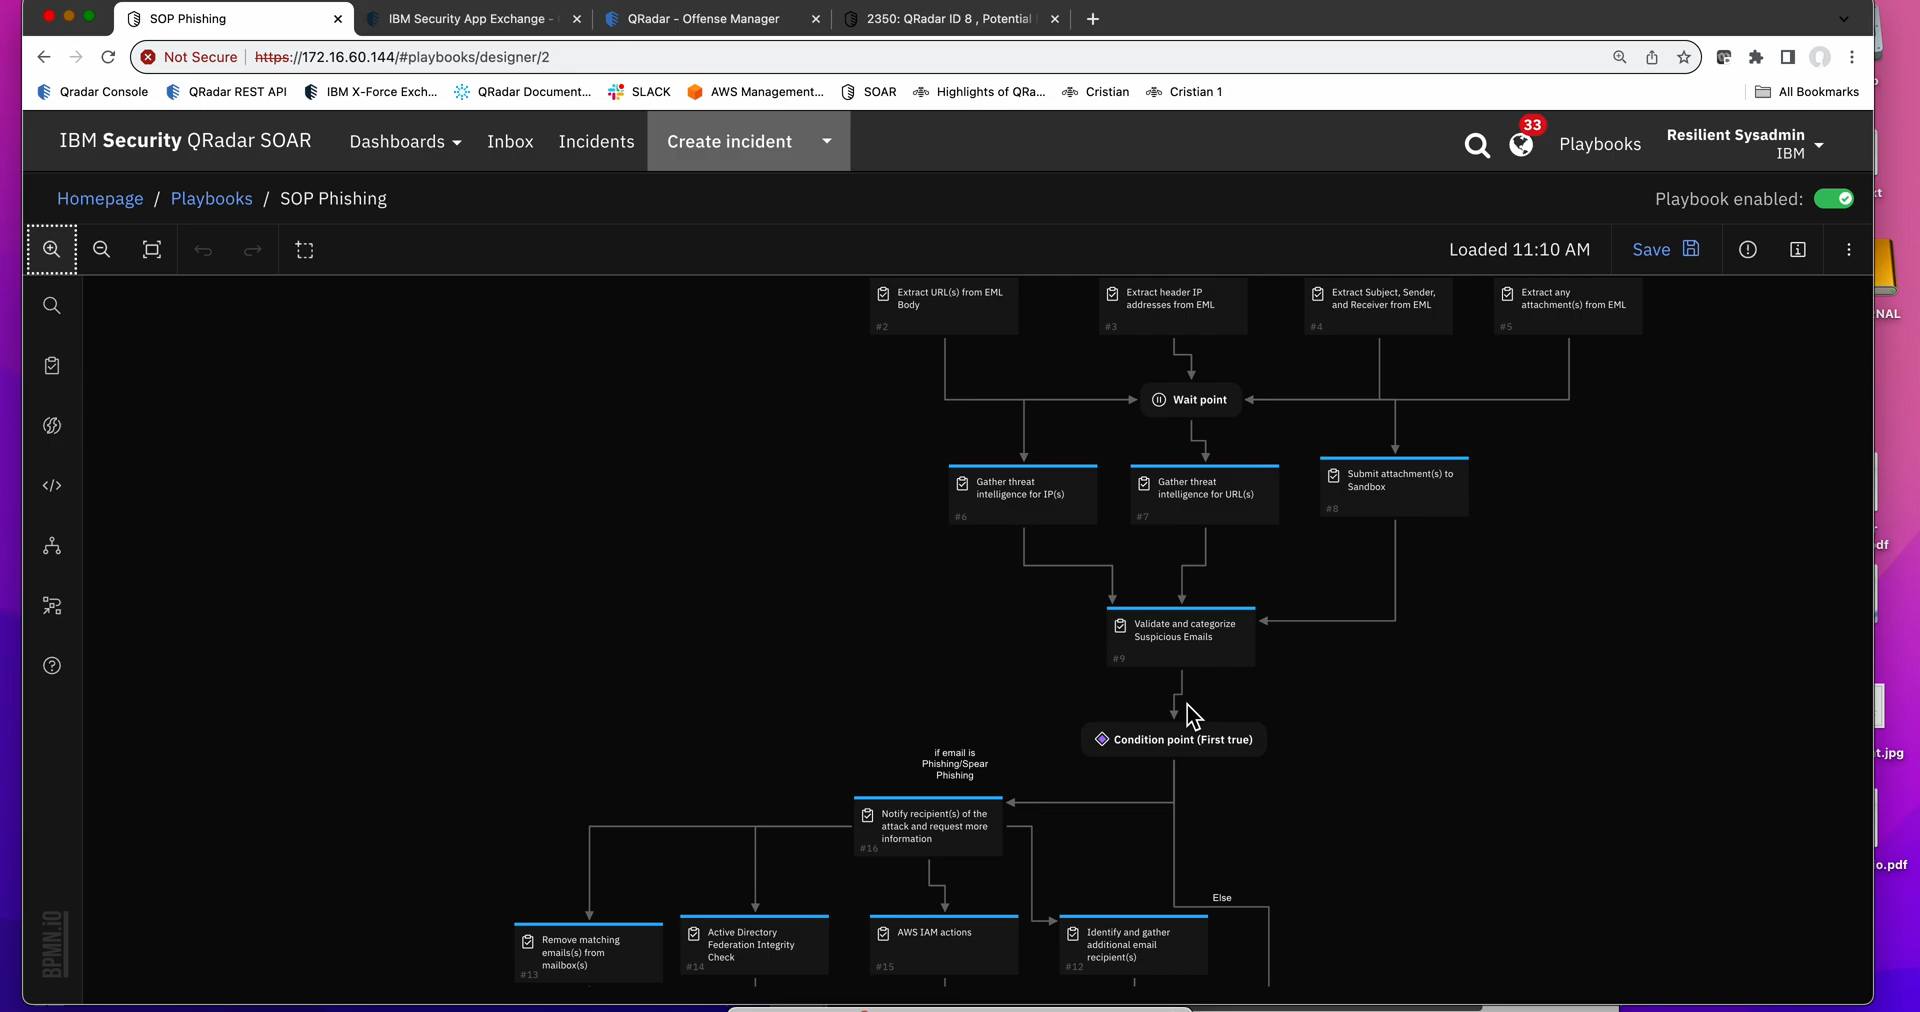 SOP Phishing
IBM Security App Exchange -
QRadar - Offense Manager
2350: QRadar ID 8 , Potential
Not Secure
https://172.16.60.144/#playbooks/designer/2
Qradar Console
QRadar REST API
IBM X-Force Exch...
QRadar Document...
SLACK
AWS Management...
SOAR
Highlights of QRa...
Cristian
Cristian 1
All Bookmarks
IBM Security QRadar SOAR
Dashboards
Inbox
Incidents
Create incident
33
Playbooks
Resilient Sysadmin
IBM
Homepage / Playbooks / SOP Phishing
Playbook enabled:
Loaded 11:10 AM
Save
Extract URL(s) from EML
Body
#2
Extract header IP
addresses from EML
#3
Extract Subject, Sender,
and Receiver from EML
#4
Extract any
attachment(s) from EML
#5
Wait point
Gather threat
intelligence for IP(s)
#6
Gather threat
intelligence for URL(s)
#7
Submit attachment(s) to
Sandbox
#8
Validate and categorize
Suspicious Emails
#9
Condition point (First true)
if email is
Phishing/Spear
Phishing
Notify recipient(s) of the
attack and request more
information
#16
Else
Remove matching
emails(s) from
mailbox(s)
#13
Active Directory
Federation Integrity
Check
#14
AWS IAM actions
#15
Identify and gather
additional email
recipient(s)
#12
BPMN.iO
NAL
df
t.jpg
o.pdf